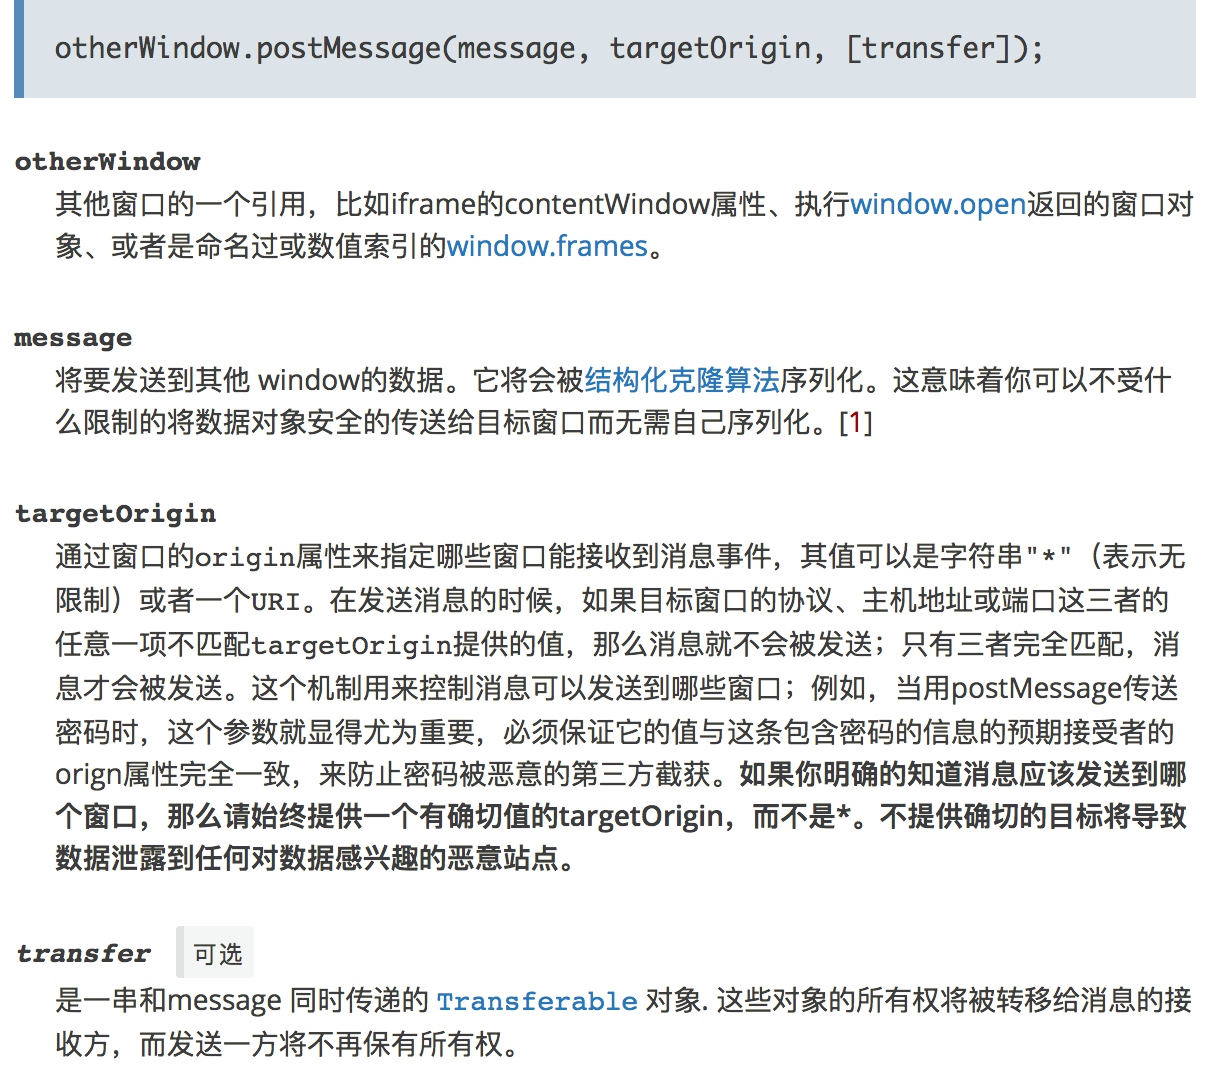 otherWindow.postMessage(message, targetOrigin, [transfer]);
otherWindow
其他窗口的一个引用，比如iframe的contentWindow属性、执行window.open返回的窗口对
象、或者是命名过或数值索引的window.frames。
message
将要发送到其他 window的数据。它将会被结构化克隆算法序列化。这意味着你可以不受什
么限制的将数据对象安全的传送给目标窗口而无需自己序列化。[1]
targetOrigin
通过窗口的origin属性来指定哪些窗口能接收到消息事件，其值可以是字符串"*"（表示无
限制）或者一个URI。在发送消息的时候，如果目标窗口的协议、主机地址或端口这三者的
任意一项不匹配targetOrigin提供的值，那么消息就不会被发送；只有三者完全匹配，消
息才会被发送。这个机制用来控制消息可以发送到哪些窗口；例如，当用postMessage传送
密码时，这个参数就显得尤为重要，必须保证它的值与这条包含密码的信息的预期接受者的
orign属性完全一致，来防止密码被恶意的第三方截获。如果你明确的知道消息应该发送到哪
个窗口，那么请始终提供一个有确切值的targetOrigin，而不是*。不提供确切的目标将导致
数据泄露到任何对数据感兴趣的恶意站点。
transfer 可选
是一串和message 同时传递的 Transferable 对象. 这些对象的所有权将被转移给消息的接
收方，而发送一方将不再保有所有权。